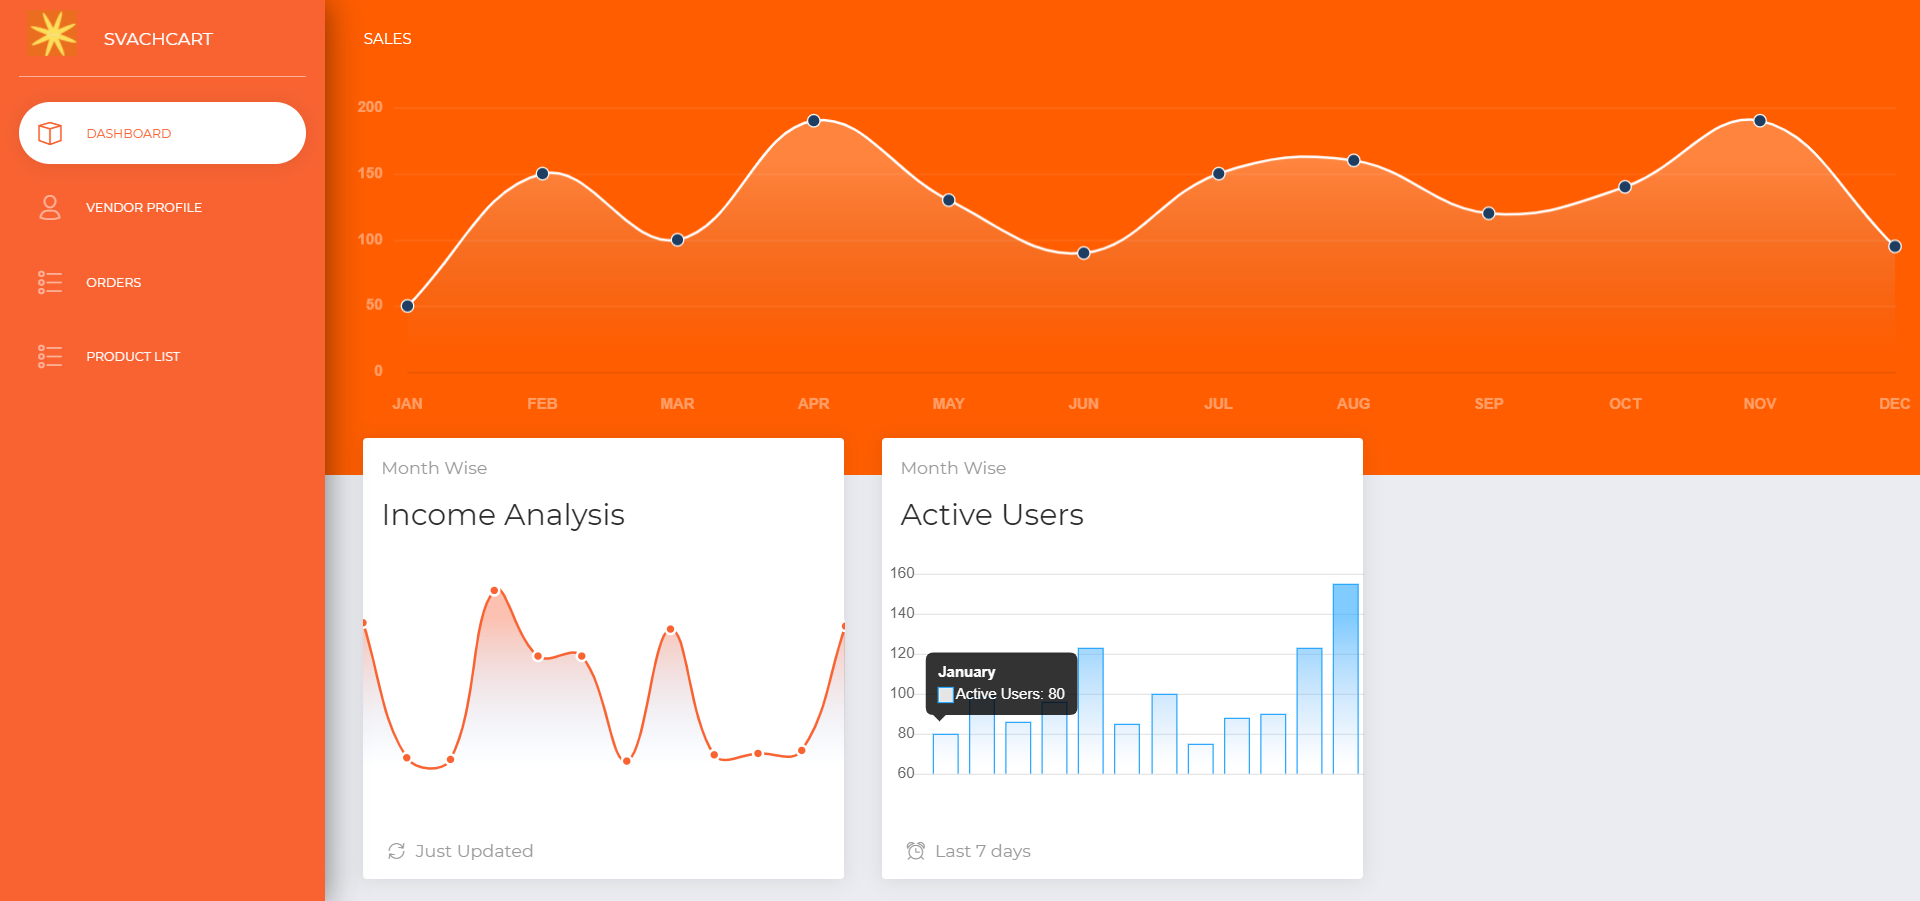 SVACHCART
DASHBOARD
VENDOR PROFILE
ORDERS
PRODUCT LIST
SALES
200
150
100
50
0
JAN FEB MAR APR MAY JUN JUL AUG SEP OCT NOV DEC
Month Wise
Income Analysis
Just Updated
Month Wise
Active Users
160
140
120
100
80
60
January
Active Users: 80
Last 7 days